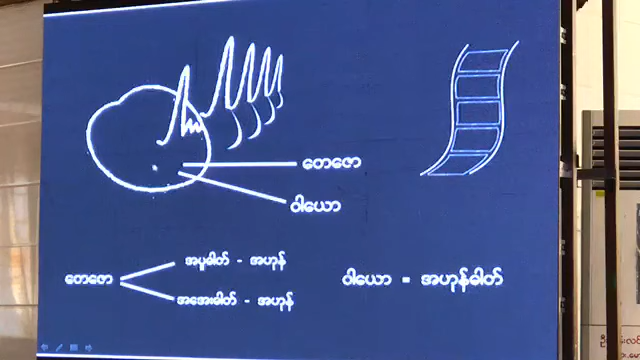 တေဇော
ဝါယော
အပူဓါတ် - အဟုန်
တေဇော
အအေးဓါတ် - အဟုန်
ဝါယော = အဟုန်ဓါတ်